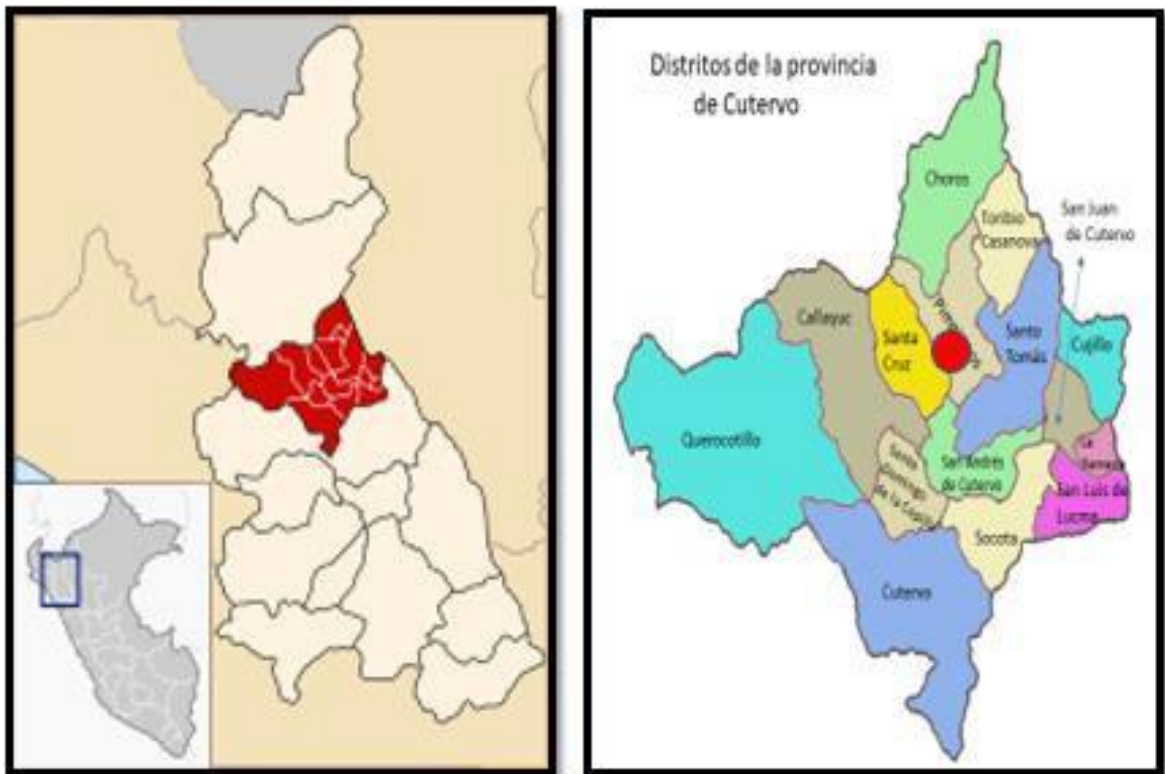 Distritos de la provincia
de Cutervo
Choros
Toribio
Casanova
San Juan
de Cutervo
Callayuc
Santa
Cruz
Santo
Tomás
Cujillo
Querocotillo
San Andrés
de Cutervo
Santo
Domingo
de la
La
San Luis de
Lucma
Socota
Cutervo